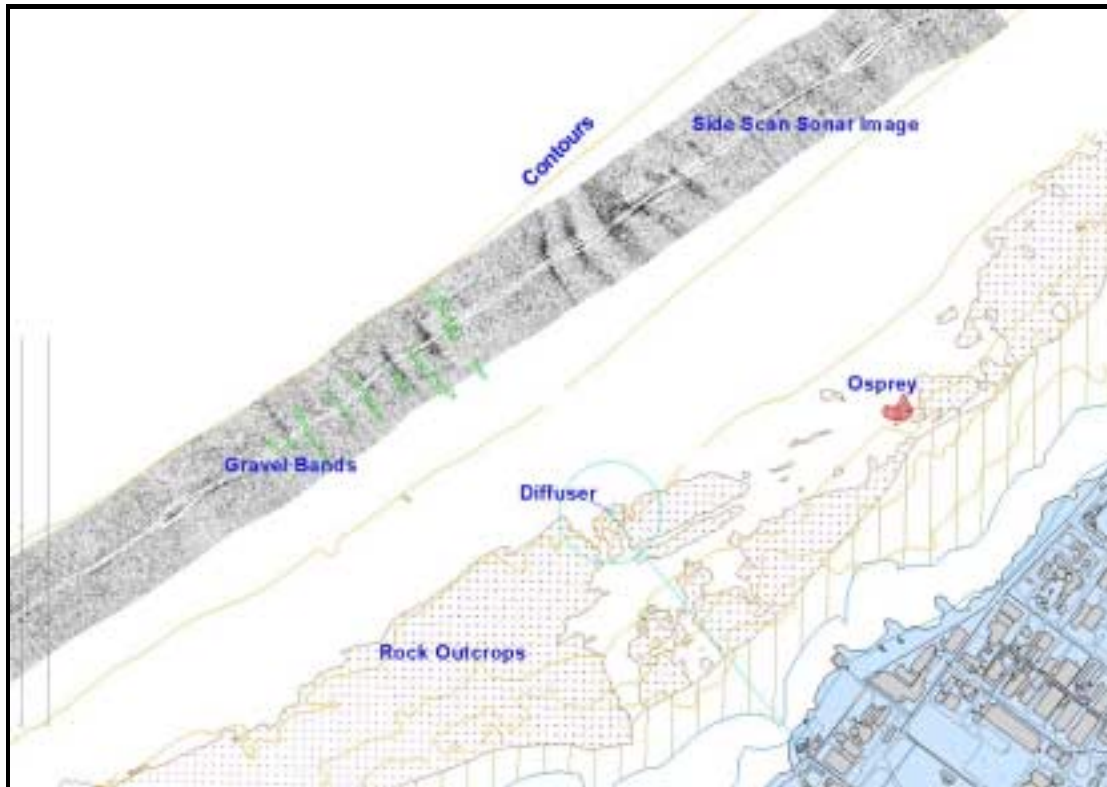 Side Scan Sonar Image
Contours
Osprey
Gravel Bands
Diffuser
Rock Outcrops